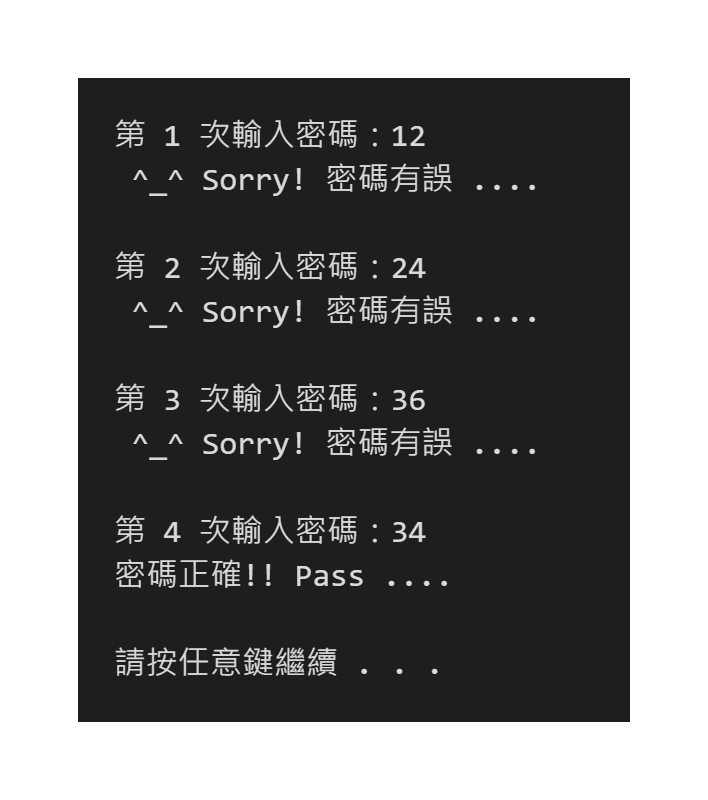 第 1 次輸入密碼：12
^_^ Sorry! 密碼有誤 ....
第 2 次輸入密碼：24
^_^ Sorry! 密碼有誤 ....
第 3 次輸入密碼：36
^_^ Sorry! 密碼有誤 ....
第 4 次輸入密碼：34
密碼正確!! Pass ....
請按任意鍵繼續 . . .